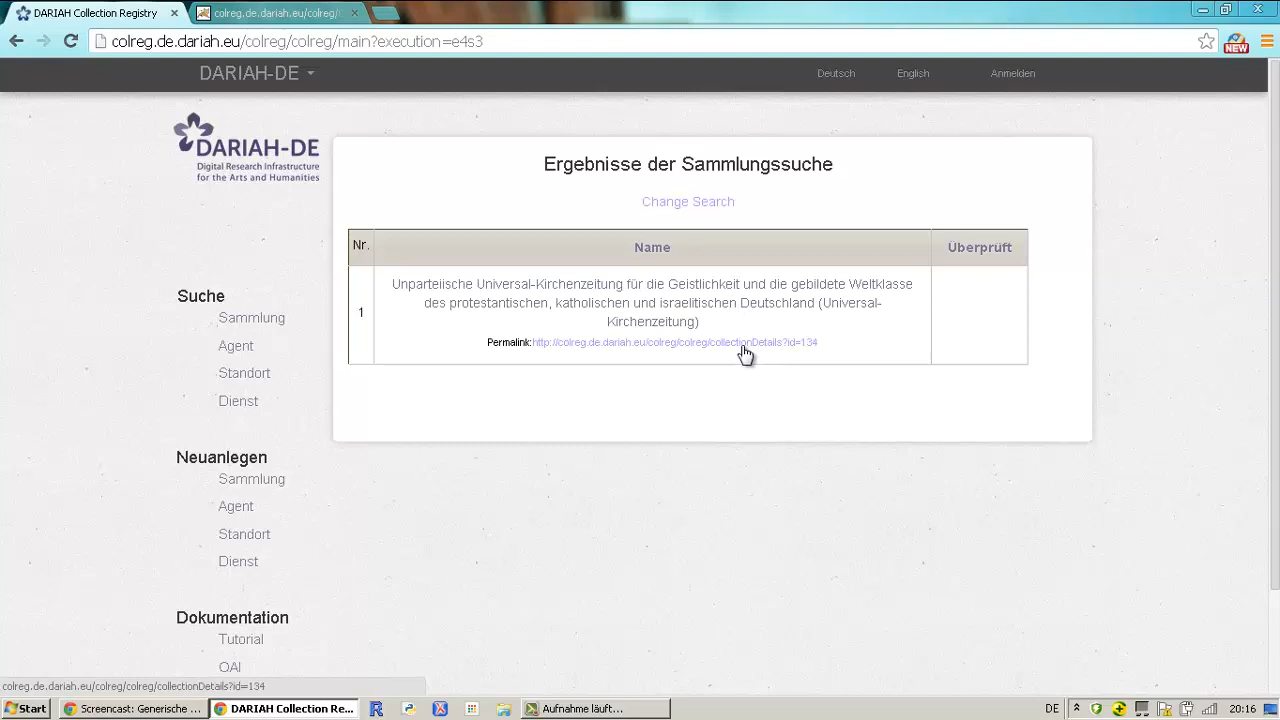 DARIAH Collection Registry
colreg.de.dariah.eu/colreg/
colreg.de.dariah.eu/colreg/colreg/main?execution=e4s3
NEW
DARIAH-DE
Deutsch
English
Anmelden
DARIAH-DE
Digital Research Infrastructure
for the Arts and Humanities
Ergebnisse der Sammlungssuche
Change Search
Nr.
Name
Überprüft
1
Unparteiische Universal-Kirchenzeitung für die Geistlichkeit und die gebildete Weltklasse
des protestantischen, katholischen und israelitischen Deutschland (Universal-
Kirchenzeitung)
Permalink:http://colreg.de.dariah.eu/colreg/colreg/collectionDetails?id=134
Suche
Sammlung
Agent
Standort
Dienst
Neuanlegen
Sammlung
Agent
Standort
Dienst
Dokumentation
Tutorial
OAI
colreg.de.dariah.eu/colreg/colreg/collectionDetails?id=134
Start
Screencast: Generische ...
DARIAH Collection Re...
Aufnahme läuft...
DE
20:16